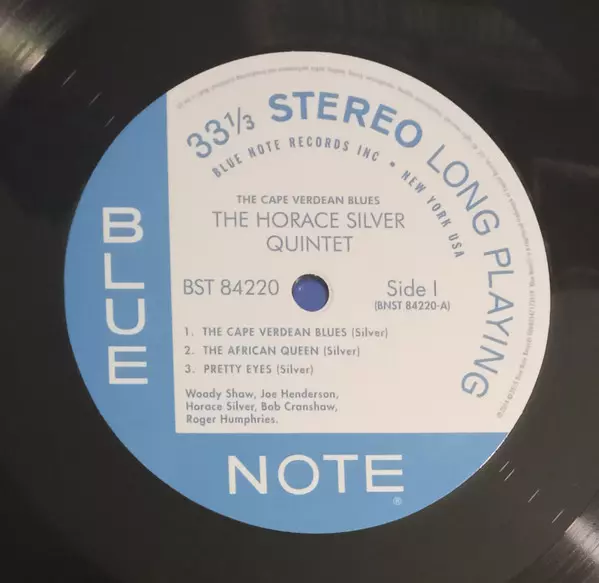 33⅓ STEREO LONG PLAYING
BLUE NOTE RECORDS INC • NEW YORK USA
THE CAPE VERDEAN BLUES
THE HORACE SILVER
QUINTET
BST 84220
Side I
(BNST 84220-A)
1. THE CAPE VERDEAN BLUES (Silver)
2. THE AFRICAN QUEEN (Silver)
3. PRETTY EYES (Silver)
Woody Shaw, Joe Henderson,
Horace Silver, Bob Cranshaw,
Roger Humphries.
BLUE
NOTE®